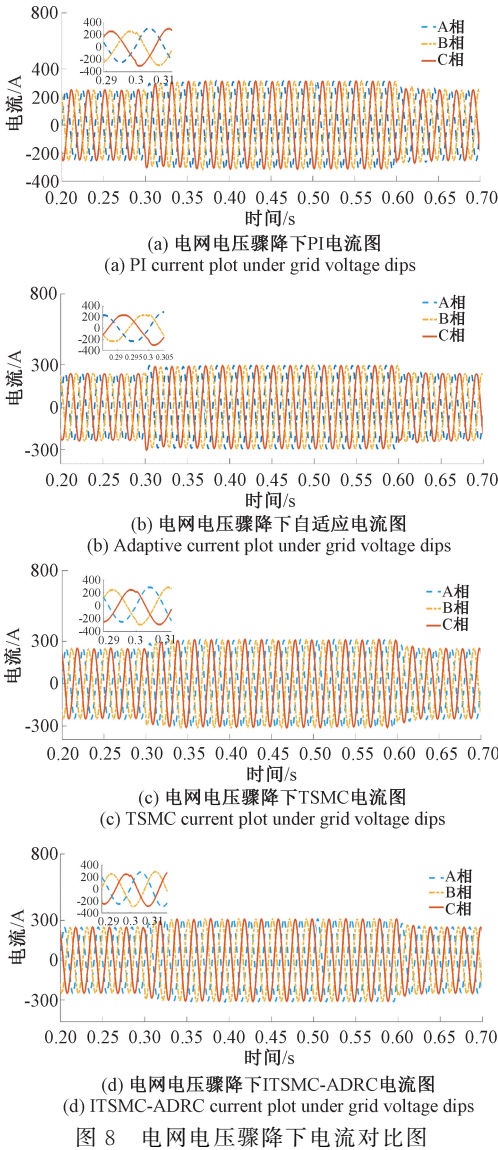 400
200
0
-200
-400
0.29 0.3 0.31
A相
B相
C相
800
600
400
200
0
-200
-400
电流/A
0.20 0.25 0.30 0.35 0.40 0.45 0.50 0.55 0.60 0.65 0.70
时间/s
(a) 电网电压骤降下PI电流图
(a) PI current plot under grid voltage dips
800
300
0
-300
电流/A
400
200
0
-200
-400
0.29 0.295 0.3 0.305
A相
B相
C相
0.20 0.25 0.30 0.35 0.40 0.45 0.50 0.55 0.60 0.65 0.70
时间/s
(b) 电网电压骤降下自适应电流图
(b) Adaptive current plot under grid voltage dips
800
300
0
-300
电流/A
400
200
0
-200
-400
0.29 0.3 0.31
A相
B相
C相
0.20 0.25 0.30 0.35 0.40 0.45 0.50 0.55 0.60 0.65 0.70
时间/s
(c) 电网电压骤降下TSMC电流图
(c) TSMC current plot under grid voltage dips
800
300
0
-300
电流/A
400
200
0
-200
-400
0.29 0.3 0.31
A相
B相
C相
0.20 0.25 0.30 0.35 0.40 0.45 0.50 0.55 0.60 0.65 0.70
时间/s
(d) 电网电压骤降下ITSMC-ADRC电流图
(d) ITSMC-ADRC current plot under grid voltage dips
图 8 电网电压骤降下电流对比图